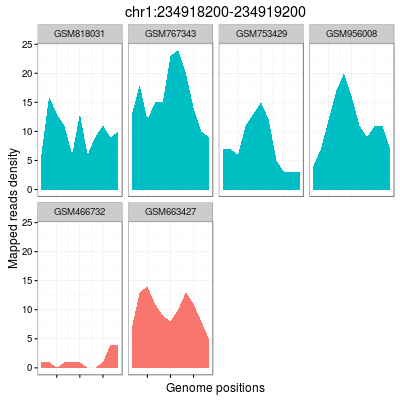 chr1:234918200-234919200
GSM818031 GSM767343 GSM753429 GSM956008
25
20
15
10
5
0
GSM466732 GSM663427
25
20
15
10
5
0
Mapped reads density
Genome positions